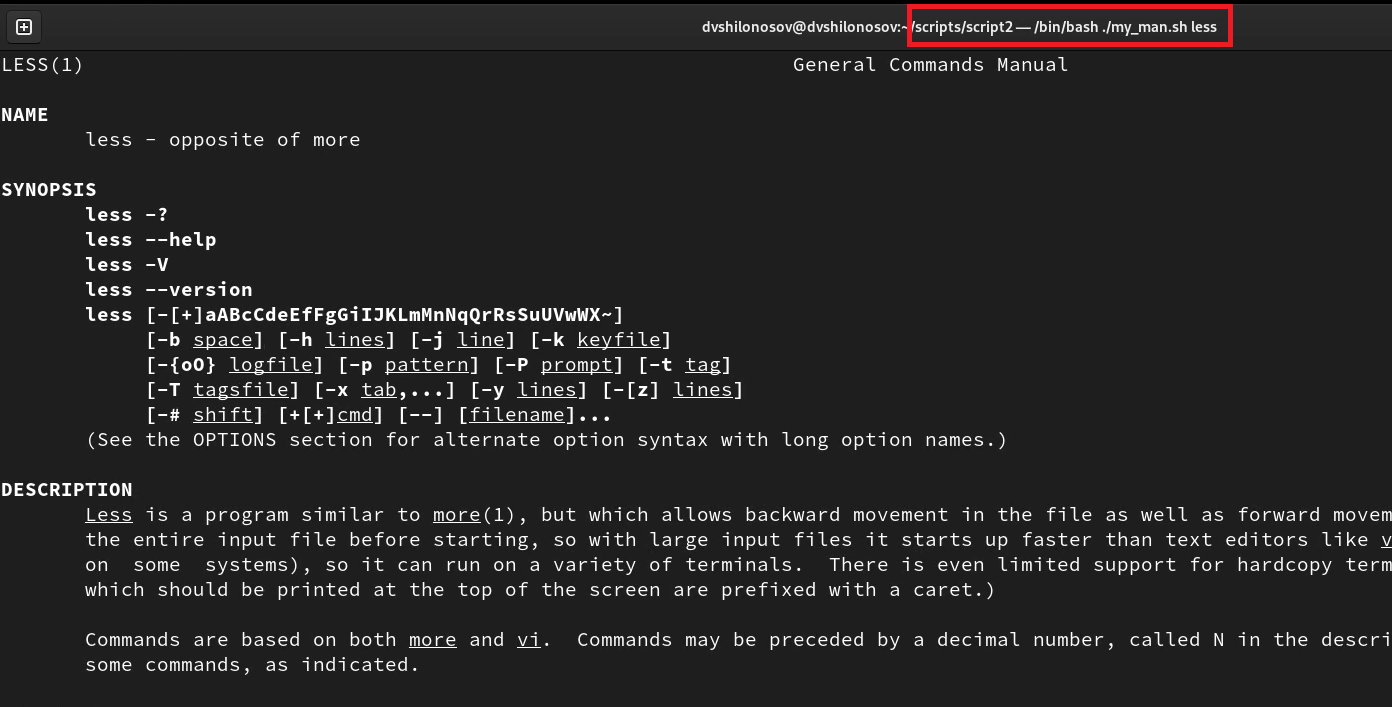 dvshilonosov@dvshilonosov:~/scripts/script2 — /bin/bash ./my_man.sh less
LESS(1) General Commands Manual
NAME
less - opposite of more
SYNOPSIS
less -?
less --help
less -V
less --version
less [-[+]aABcCdeEfFgGiIJKLmMnNqQrRsSuUVwWX~]
[-b space] [-h lines] [-j line] [-k keyfile]
[-{oO} logfile] [-p pattern] [-P prompt] [-t tag]
[-T tagsfile] [-x tab,...] [-y lines] [-[z] lines]
[-# shift] [+[+]cmd] [--] [filename]...
(See the OPTIONS section for alternate option syntax with long option names.)
DESCRIPTION
Less is a program similar to more(1), but which allows backward movement in the file as well as forward movem
the entire input file before starting, so with large input files it starts up faster than text editors like v
on some systems), so it can run on a variety of terminals. There is even limited support for hardcopy term
which should be printed at the top of the screen are prefixed with a caret.)
Commands are based on both more and vi. Commands may be preceded by a decimal number, called N in the descri
some commands, as indicated.